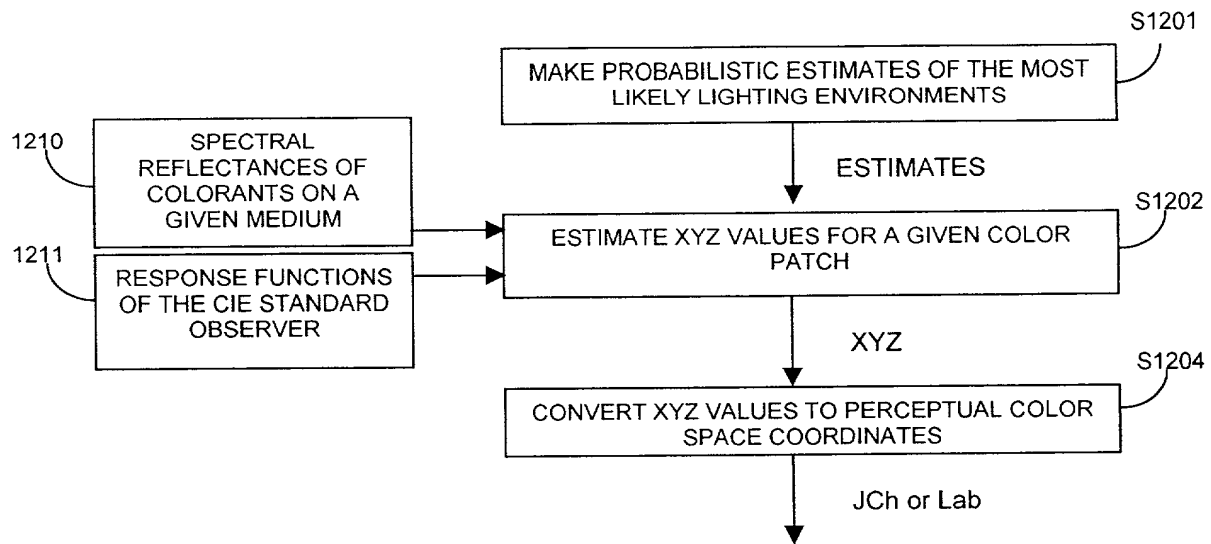 S1201
MAKE PROBABILISTIC ESTIMATES OF THE MOST
LIKELY LIGHTING ENVIRONMENTS
1210
SPECTRAL
REFLECTANCES OF
COLORANTS ON A
GIVEN MEDIUM
ESTIMATES
S1202
ESTIMATE XYZ VALUES FOR A GIVEN COLOR
PATCH
1211
RESPONSE FUNCTIONS
OF THE CIE STANDARD
OBSERVER
XYZ
S1204
CONVERT XYZ VALUES TO PERCEPTUAL COLOR
SPACE COORDINATES
JCh or Lab